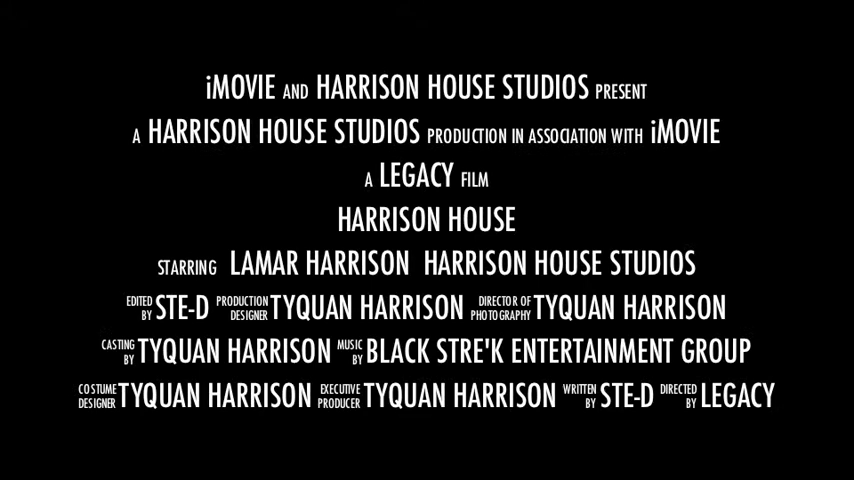 iMOVIE AND HARRISON HOUSE STUDIOS PRESENT
A HARRISON HOUSE STUDIOS PRODUCTION IN ASSOCIATION WITH iMOVIE
A LEGACY FILM
HARRISON HOUSE
STARRING LAMAR HARRISON HARRISON HOUSE STUDIOS
EDITED BY STE-D PRODUCTION DESIGNER TYQUAN HARRISON DIRECTOR OF PHOTOGRAPHY TYQUAN HARRISON
CASTING BY TYQUAN HARRISON MUSIC BY BLACK STRE'K ENTERTAINMENT GROUP
COSTUME DESIGNER TYQUAN HARRISON EXECUTIVE PRODUCER TYQUAN HARRISON WRITTEN BY STE-D DIRECTED BY LEGACY